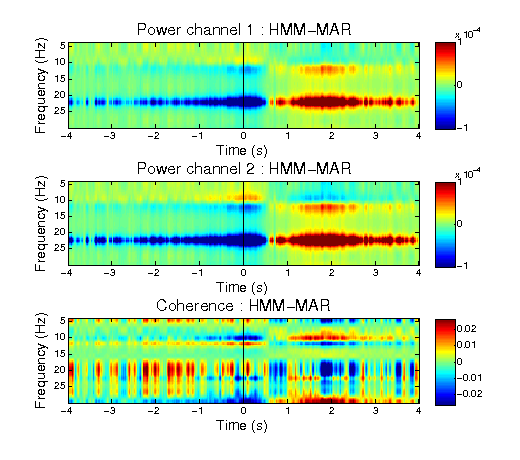 Power channel 1 : HMM-MAR
x 10^-4
Frequency (Hz)
5
10
15
20
25
1
0
-1
-4 -3 -2 -1 0 1 2 3 4
Time (s)
Power channel 2 : HMM-MAR
x 10^-4
Frequency (Hz)
5
10
15
20
25
1
0
-1
-4 -3 -2 -1 0 1 2 3 4
Time (s)
Coherence : HMM-MAR
Frequency (Hz)
5
10
15
20
25
0.02
0.01
0
-0.01
-0.02
-4 -3 -2 -1 0 1 2 3 4
Time (s)